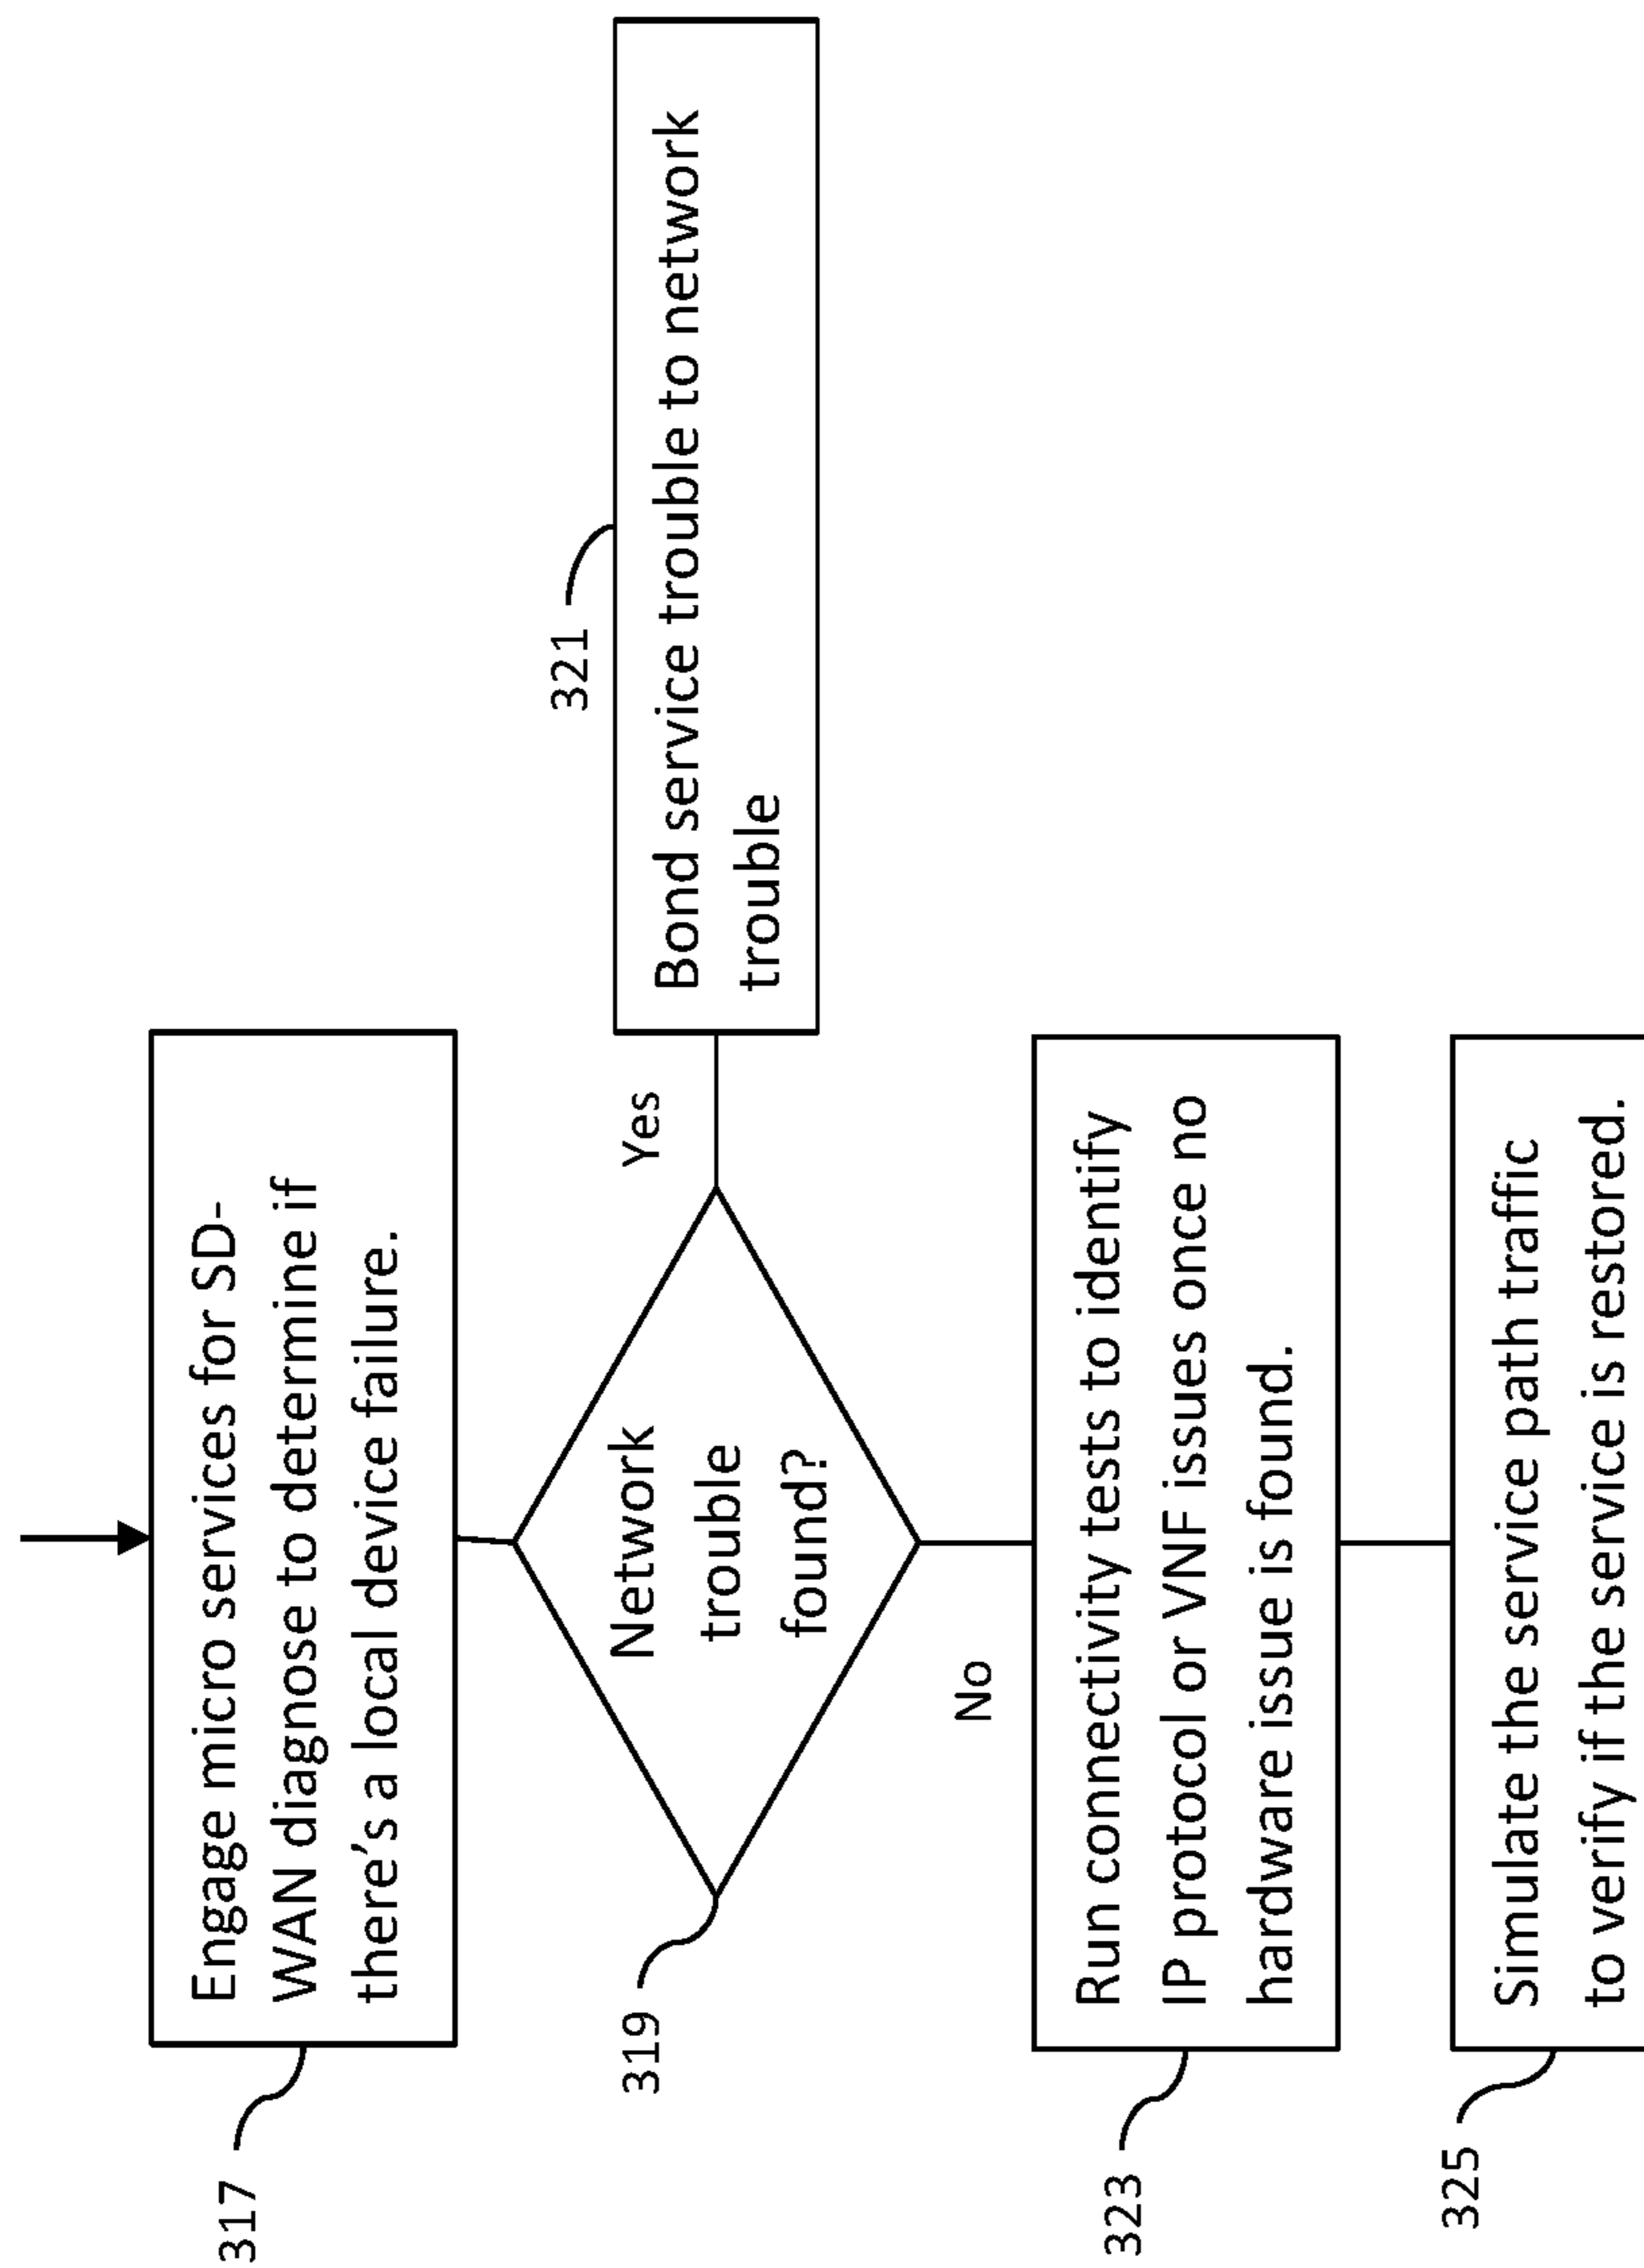 317
Engage micro services for SD-
WAN diagnose to determine if
there's a local device failure.
319
Network
trouble
found?
Yes
321
Bond service trouble to network
trouble
No
323
Run connectivity tests to identify
IP protocol or VNF issues once no
hardware issue is found.
325
Simulate the service path traffic
to verify if the service is restored.